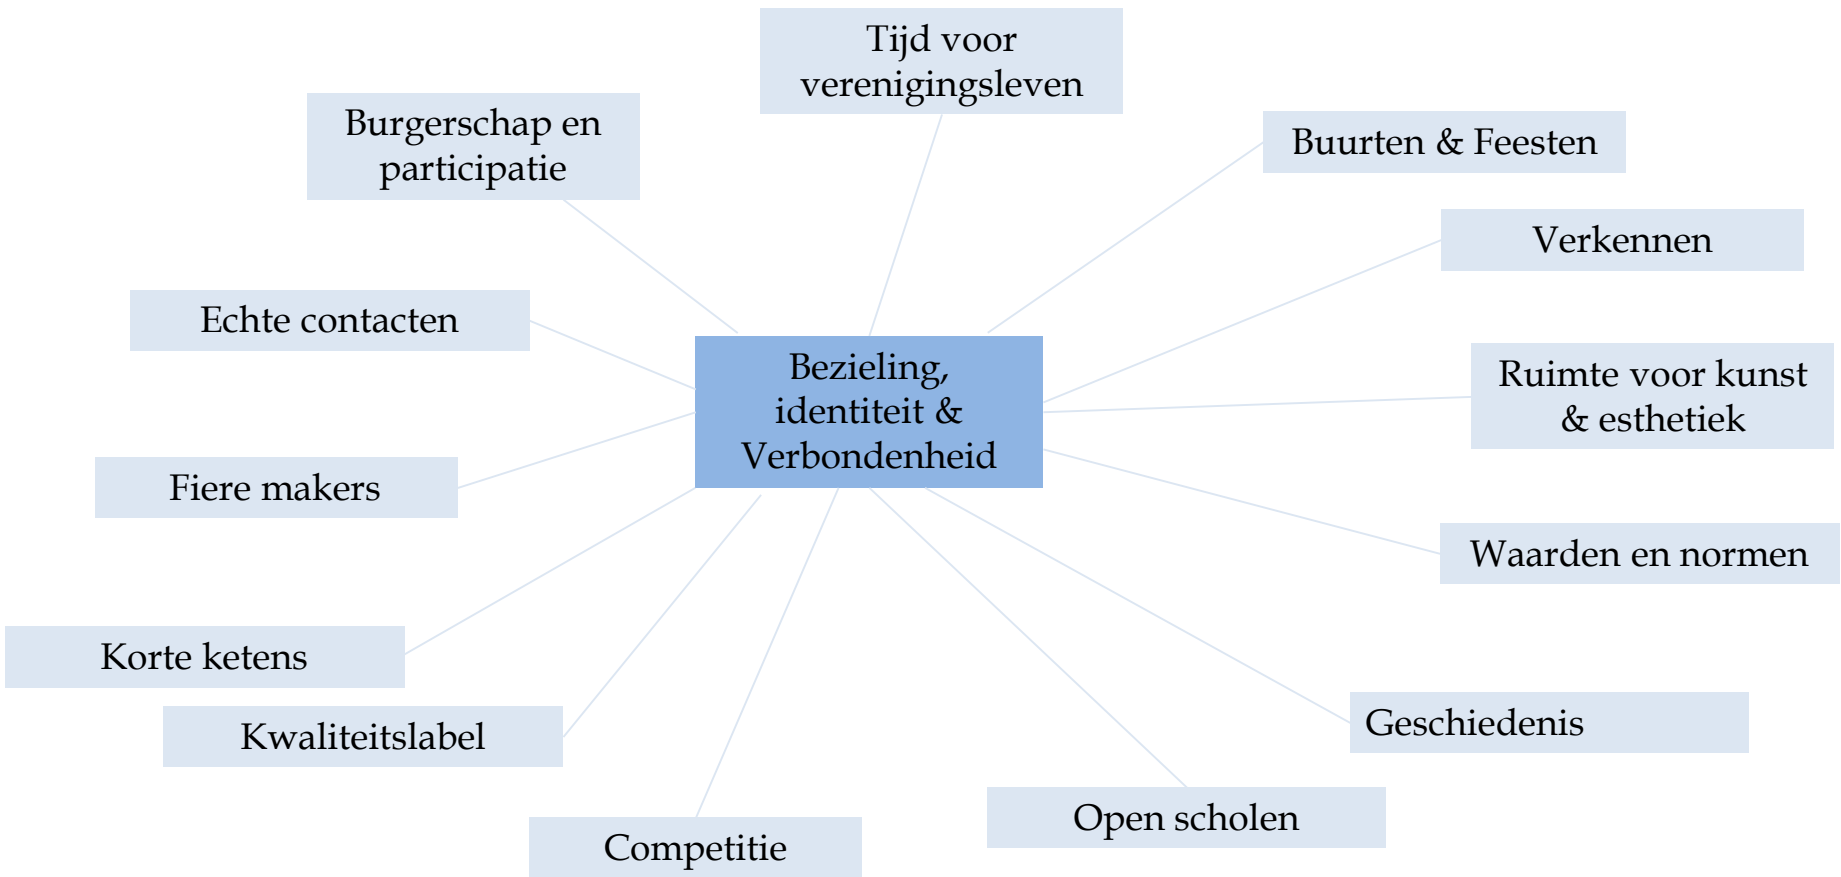 Tijd voor
verenigingsleven
Burgerschap en
participatie
Buurten & Feesten
Verkennen
Echte contacten
Bezieling,
identiteit &
Verbondenheid
Ruimte voor kunst
& esthetiek
Fiere makers
Waarden en normen
Korte ketens
Kwaliteitslabel
Geschiedenis
Open scholen
Competitie